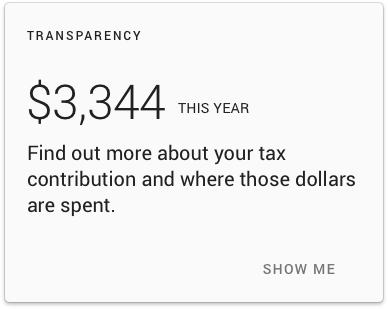 TRANSPARENCY
$3,344 THIS YEAR
Find out more about your tax
contribution and where those dollars
are spent.
SHOW ME